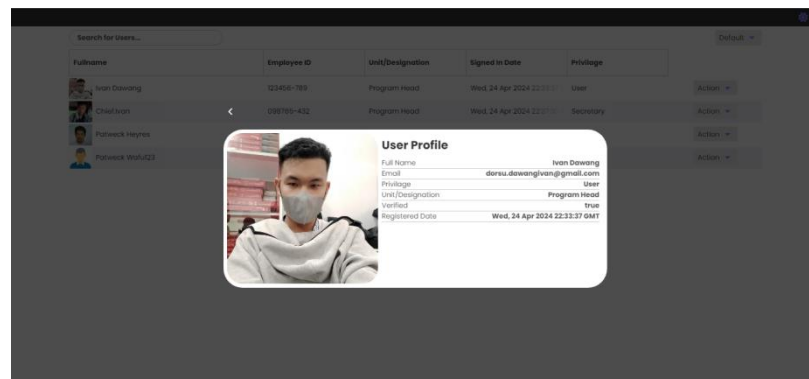 Search for Users...
Default
Fullname Employee ID Unit/Designation Signed In Date Privilage
Ivan Dawang 123456-789 Program Head Wed, 24 Apr 2024 User Action
Chief.Ivan 098765-432 Program Head Wed, 24 Apr 2024 Secretary Action
Patweck Heyres Action
Patweck Action
User Profile
Full Name Ivan Dawang
Email dorsu.dawangivan@gmail.com
Privilage User
Unit/Designation Program Head
Verified true
Registered Date Wed, 24 Apr 2024 22:33:37 GMT